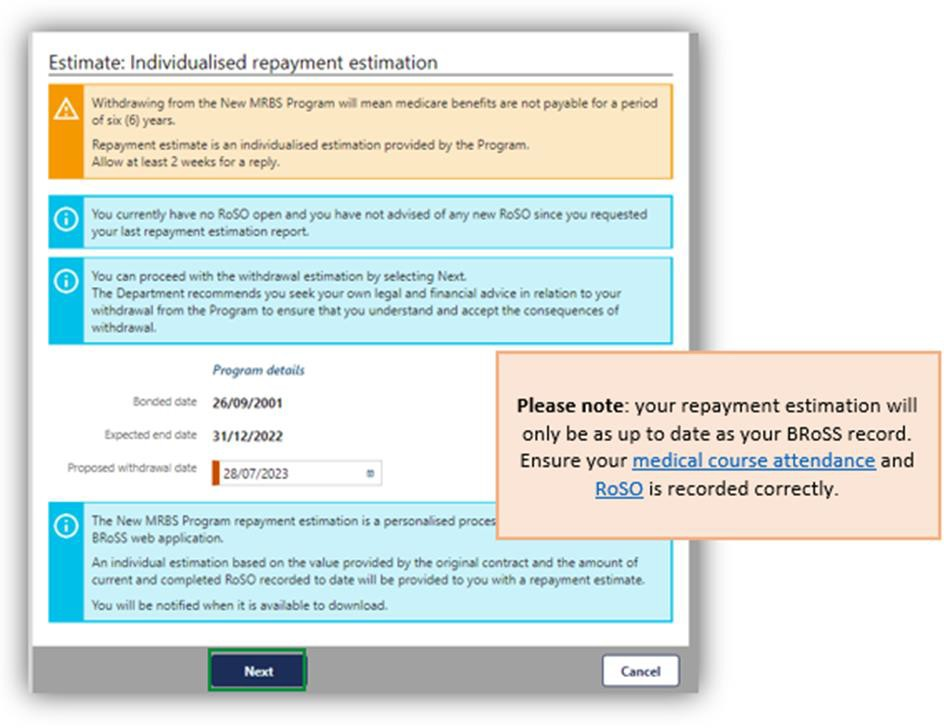 Estimate: Individualised repayment estimation
Withdrawing from the New MRBS Program will mean medicare benefits are not payable for a period
of six (6) years.
Repayment estimate is an individualised estimation provided by the Program.
Allow at least 2 weeks for a reply.
You currently have no RoSO open and you have not advised of any new RoSO since you requested
your last repayment estimation report.
You can proceed with the withdrawal estimation by selecting Next.
The Department recommends you seek your own legal and financial advice in relation to your
withdrawal from the Program to ensure that you understand and accept the consequences of
withdrawal.
Program details
Bonded date 26/09/2001
Expected end date 31/12/2022
Proposed withdrawal date 28/07/2023
Please note: your repayment estimation will
only be as up to date as your BRoSS record.
Ensure your medical course attendance and
RoSO is recorded correctly.
The New MRBS Program repayment estimation is a personalised proces
BRoSS web application.
An individual estimation based on the value provided by the original contract and the amount of
current and completed RoSO recorded to date will be provided to you with a repayment estimate.
You will be notified when it is available to download.
Next
Cancel